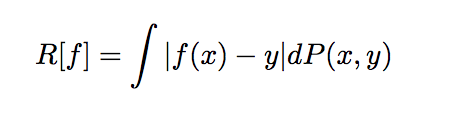 R[f] = ∫ |f(x) − y|dP(x, y)